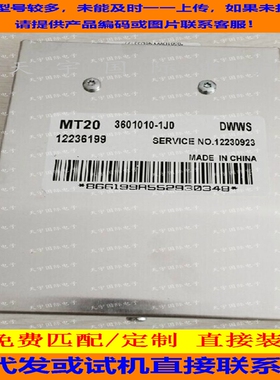 型号较多，未能及时一一上传，如果未找
请提供产品编码或图片联系客服！
MT20 3601010-1J0 DWWS
12236199 SERVICE NO.12230923
MADE IN CHINA
免费匹配/定制 直接装
代发或试机直接联系